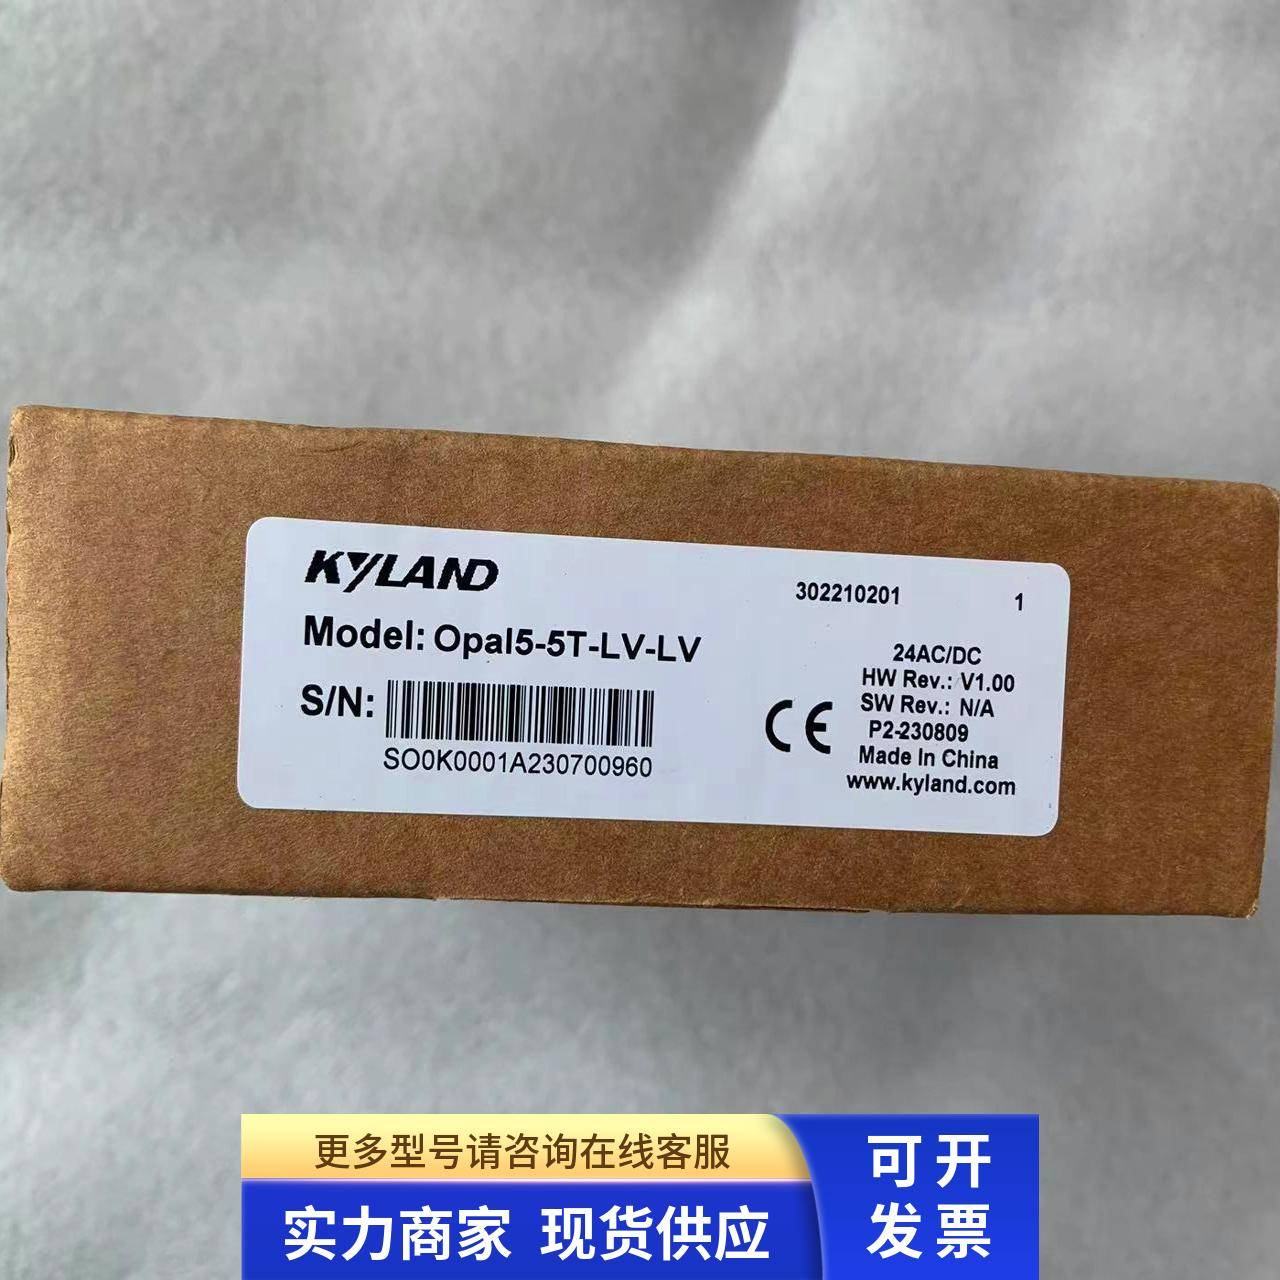 KYLAND
302210201 1
Model: Opal5-5T-LV-LV
S/N:
SO0K0001A230700960
24AC/DC
HW Rev.: V1.00
SW Rev.: N/A
P2-230809
Made In China
www.kyland.com
CE
更多型号请咨询在线客服
实力商家 现货供应
可开
发票